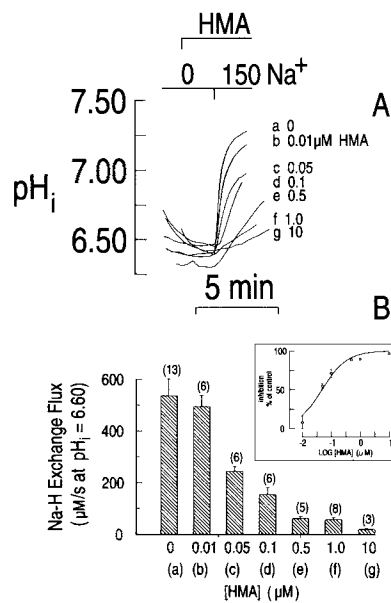 HMA
0 150 Na+
A
7.50
7.00
6.50
pHi
a 0
b 0.01µM HMA
c 0.05
d 0.1
e 0.5
f 1.0
g 10
5 min
B
Na-H Exchange Flux
(µM/s at pHi = 6.60)
600
400
200
0
(13)
(6)
(6)
(6)
(5)
(8)
(3)
inhibition
% of control
100
50
0
-2 -1 0 1
LOG [HMA] (µM)
0 0.01 0.05 0.1 0.5 1.0 10
(a) (b) (c) (d) (e) (f) (g)
[HMA] (µM)